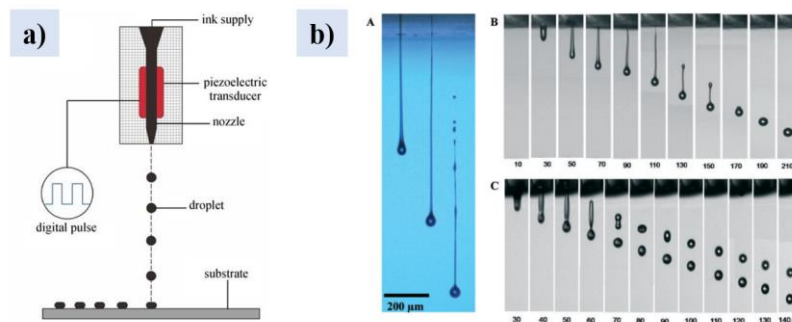 a)
ink supply
piezoelectric
transducer
nozzle
droplet
digital pulse
substrate
b)
A
200 µm
B
10 30 50 70 90 110 130 150 170 190 210
C
30 40 50 60 70 80 90 100 110 120 130 140